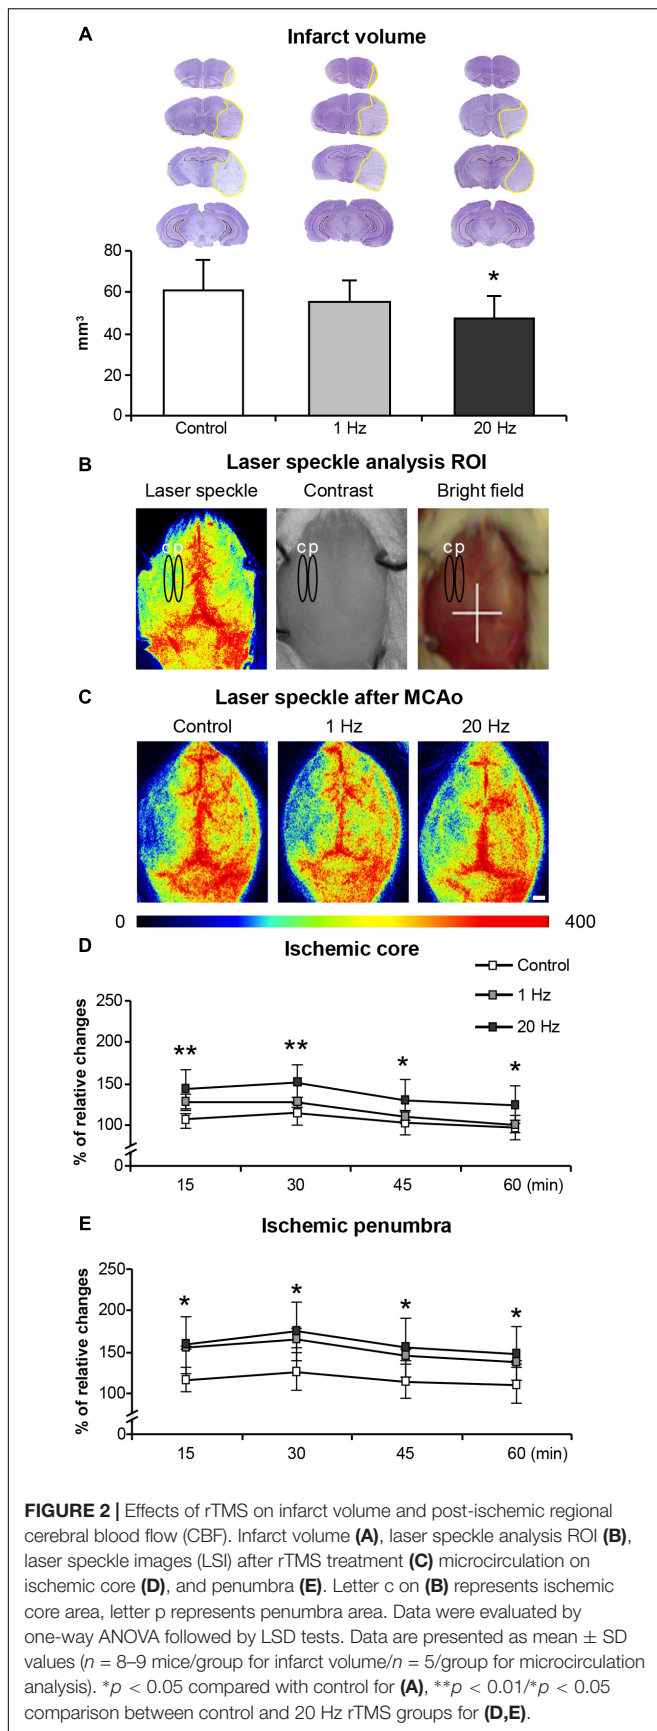 A
Infarct volume
80
60
40
20
0
mm³
*
Control 1 Hz 20 Hz
B
Laser speckle analysis ROI
Laser speckle Contrast Bright field
c p c p c p
C
Laser speckle after MCAo
Control 1 Hz 20 Hz
0 400
D
Ischemic core
Control
1 Hz
20 Hz
% of relative changes
250
200
150
100
0
** ** * *
15 30 45 60 (min)
E
Ischemic penumbra
% of relative changes
250
200
150
100
0
* * * *
15 30 45 60 (min)
FIGURE 2 | Effects of rTMS on infarct volume and post-ischemic regional
cerebral blood flow (CBF). Infarct volume (A), laser speckle analysis ROI (B),
laser speckle images (LSI) after rTMS treatment (C) microcirculation on
ischemic core (D), and penumbra (E). Letter c on (B) represents ischemic
core area, letter p represents penumbra area. Data were evaluated by
one-way ANOVA followed by LSD tests. Data are presented as mean ± SD
values (n = 8–9 mice/group for infarct volume/n = 5/group for microcirculation
analysis). *p < 0.05 compared with control for (A), **p < 0.01/*p < 0.05
comparison between control and 20 Hz rTMS groups for (D,E).